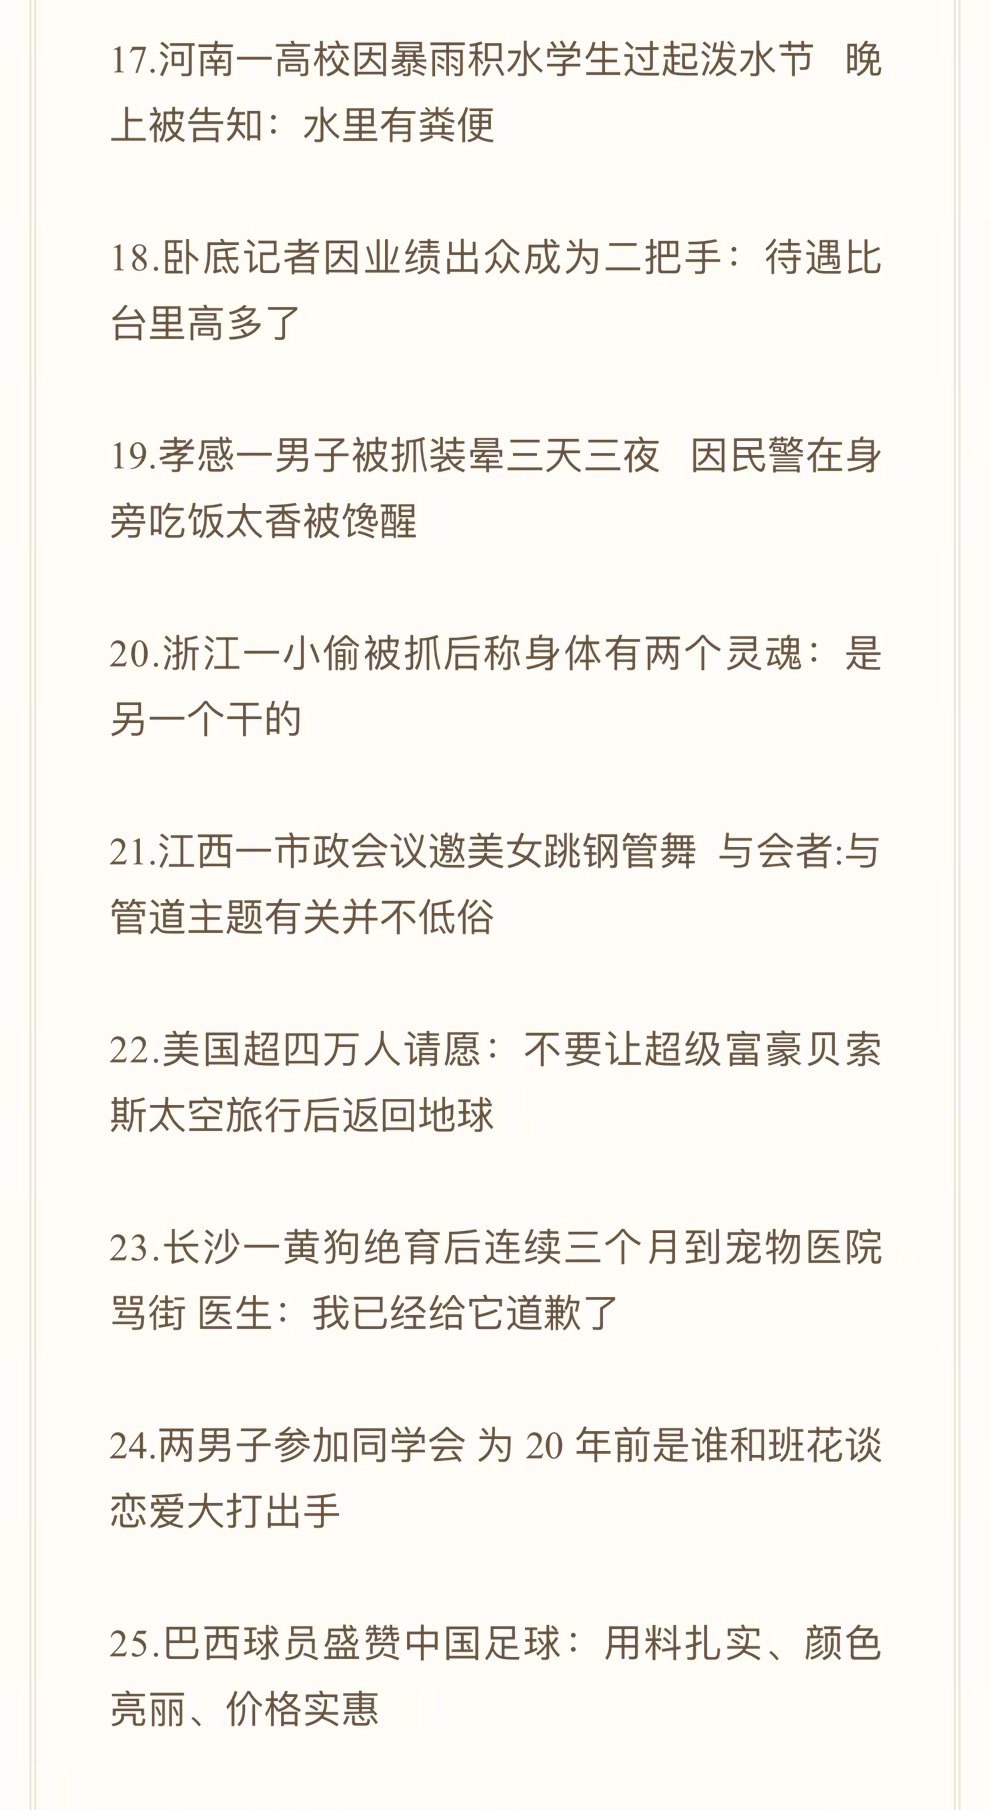 17.河南一高校因暴雨积水学生过起泼水节 晚
上被告知：水里有粪便
18.卧底记者因业绩出众成为二把手：待遇比
台里高多了
19.孝感一男子被抓装晕三天三夜 因民警在身
旁吃饭太香被馋醒
20.浙江一小偷被抓后称身体有两个灵魂：是
另一个干的
21.江西一市政会议邀美女跳钢管舞 与会者:与
管道主题有关并不低俗
22.美国超四万人请愿：不要让超级富豪贝索
斯太空旅行后返回地球
23.长沙一黄狗绝育后连续三个月到宠物医院
骂街 医生：我已经给它道歉了
24.两男子参加同学会 为 20 年前是谁和班花谈
恋爱大打出手
25.巴西球员盛赞中国足球：用料扎实、颜色
亮丽、价格实惠